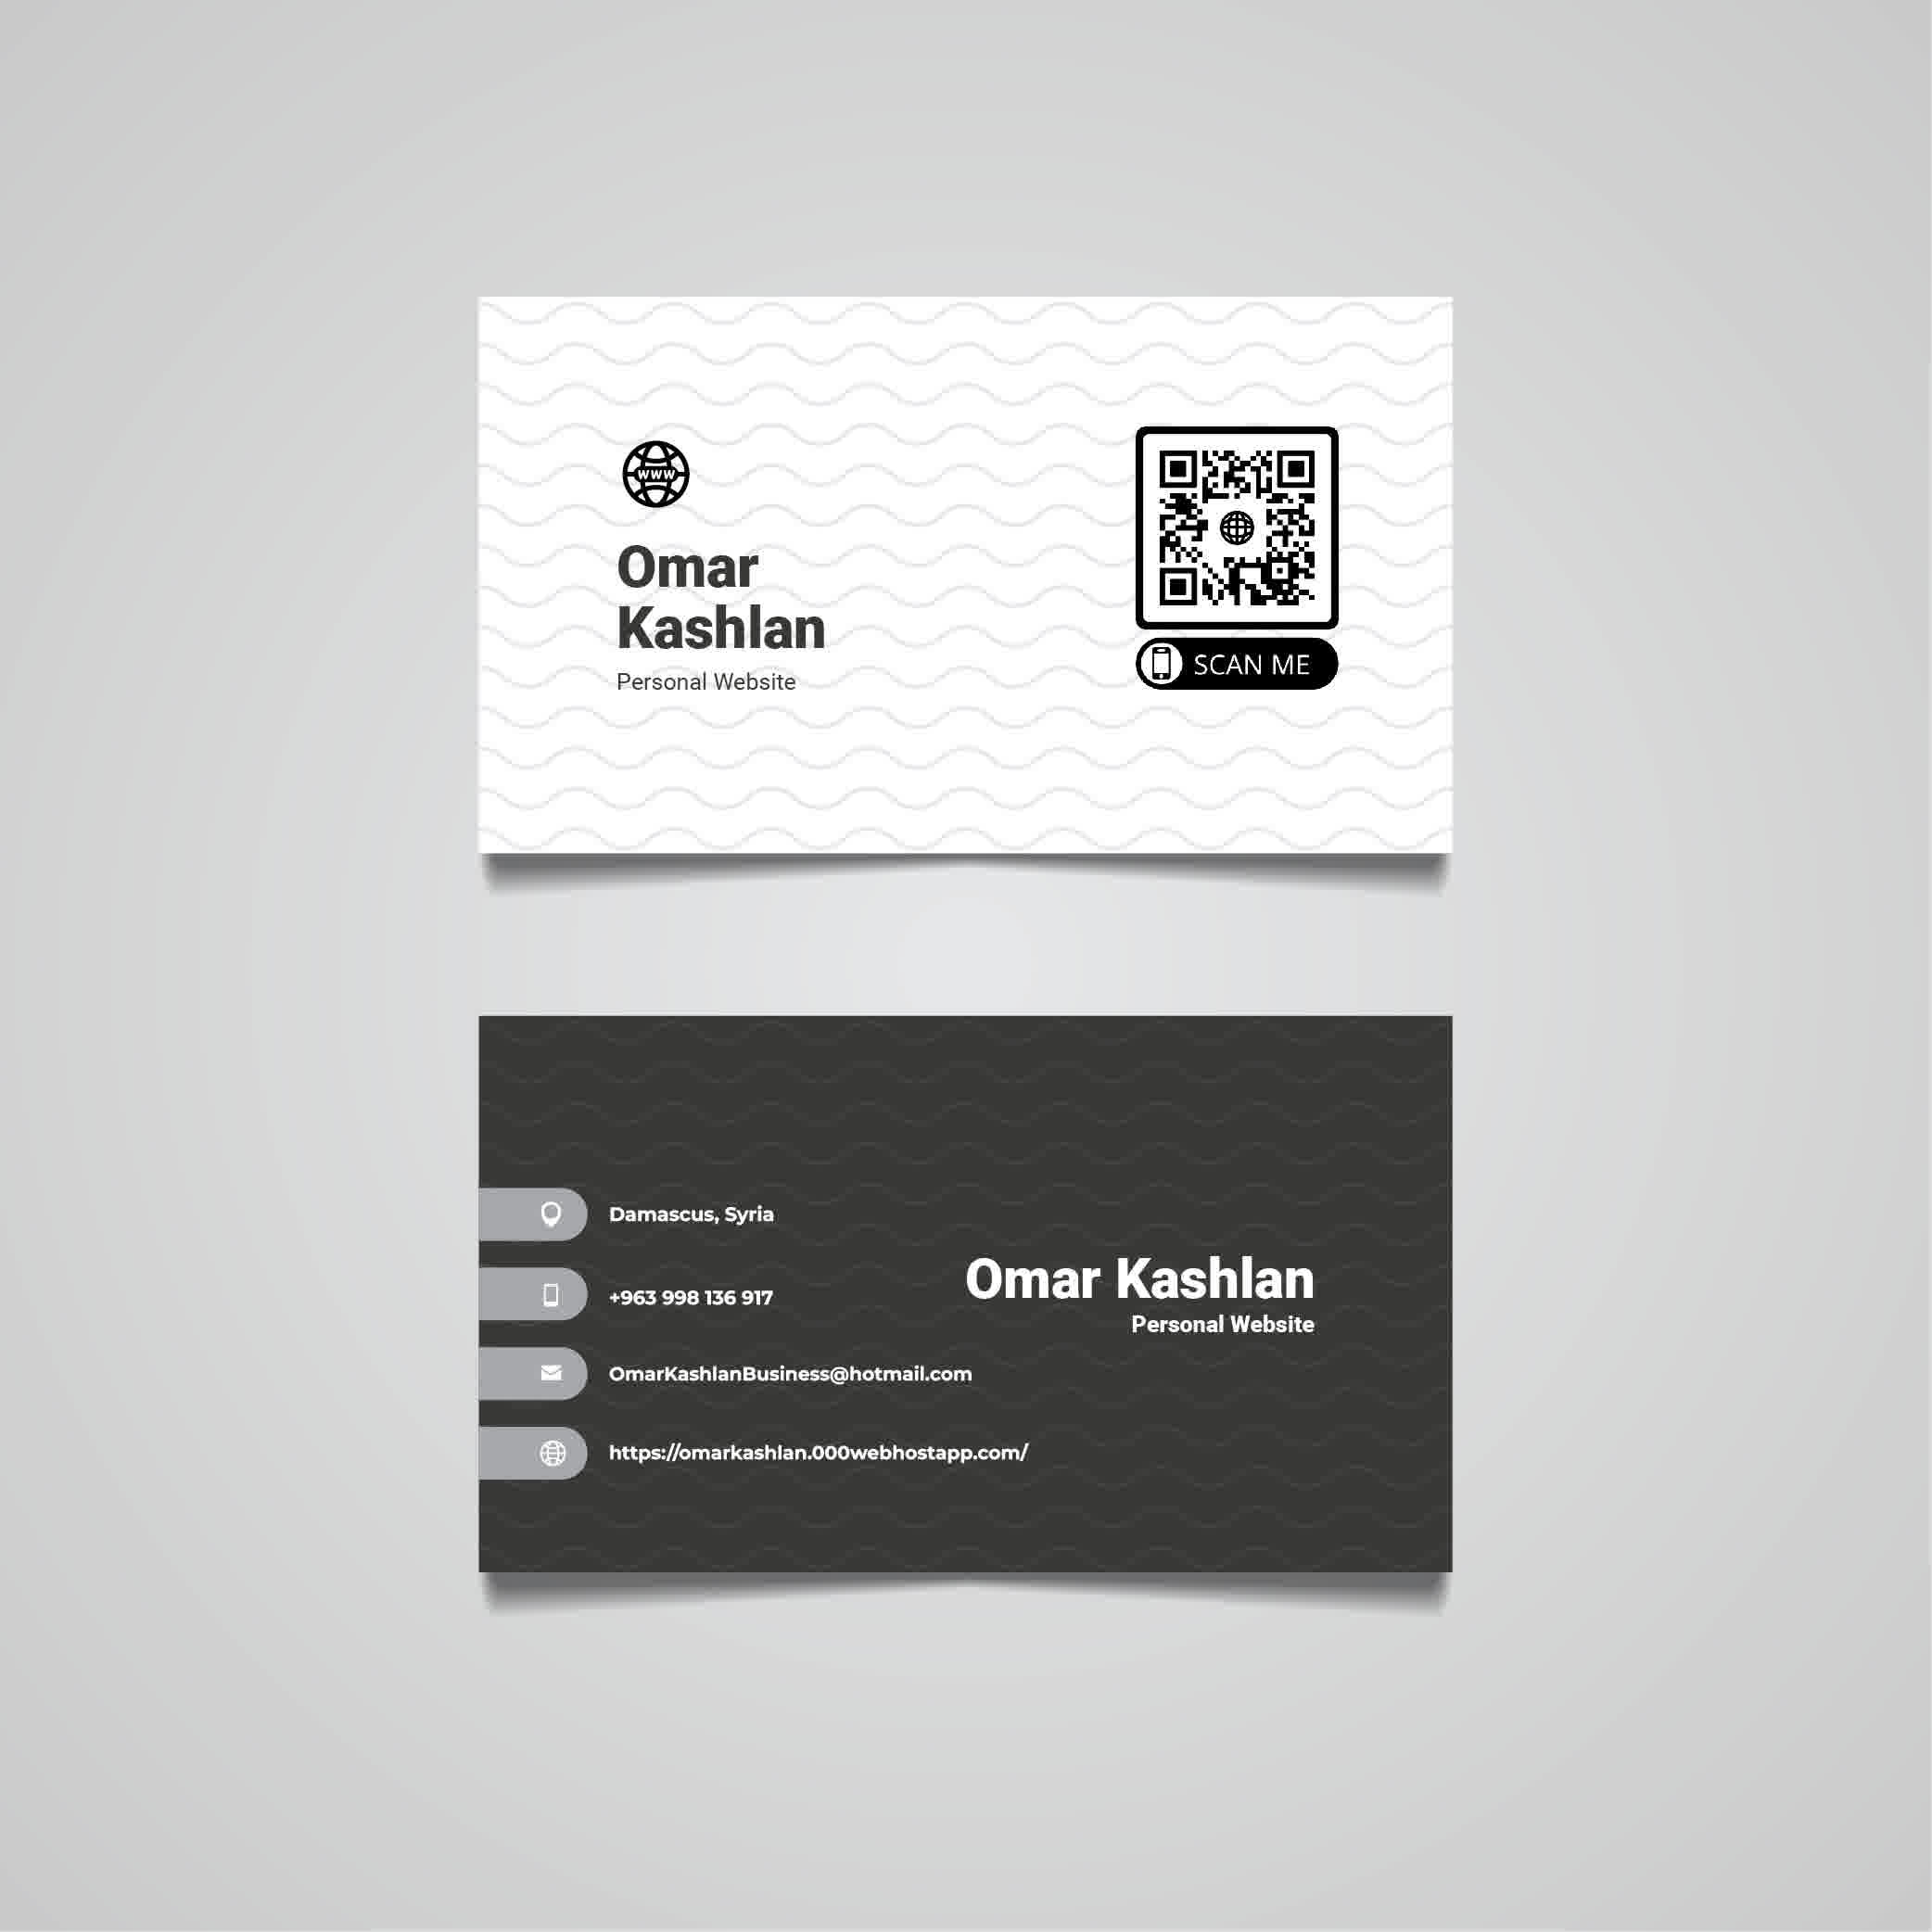 WWW
Omar
Kashlan
Personal Website
SCAN ME
Damascus, Syria
+963 998 136 917
OmarKashlanBusiness@hotmail.com
https://omarkashlan.000webhostapp.com/
Omar Kashlan
Personal Website